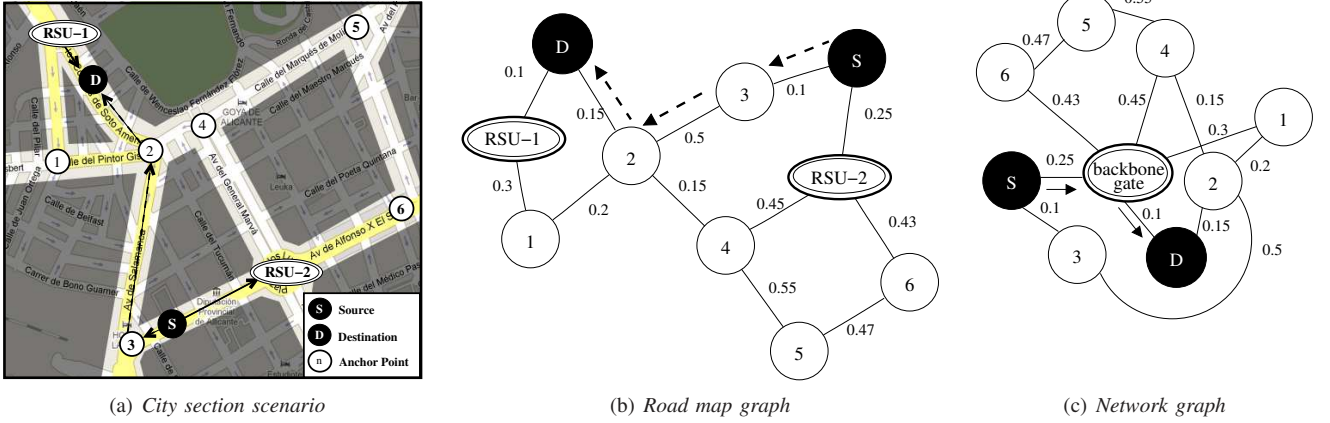 RSU−1
D
5
4
GOYA DE
ALICANTE
Calle del Marqués de Moli
Calle del Maestro Marqués
Calle de Wenceslao Fernández Flórez
Calle del Pilar
1
lle del Pintor Gis
2
isbert
Calle de Juan Ortega
Calle de Belfast
Av del General Marvá
Leuka
Calle del Poeta Quintana
6
Av de Alfonso X El S
Av de Salamanca
Calle del Tucumán
RSU−2
Carrer de Bono Guarner
Diputación
Provincial
de Alicante
S
3
S Source
D Destination
n Anchor Point
(a) City section scenario
D
S
0.1
0.15
3
0.1
0.25
RSU−1
0.5
2
RSU−2
0.3
0.2
0.15
0.45
0.43
1
4
6
0.55
0.47
5
(b) Road map graph
5
0.47
4
6
0.43
0.45
0.15
1
0.3
S
0.25
backbone
gate
2
0.2
0.1
0.1
0.15
3
D
0.5
(c) Network graph